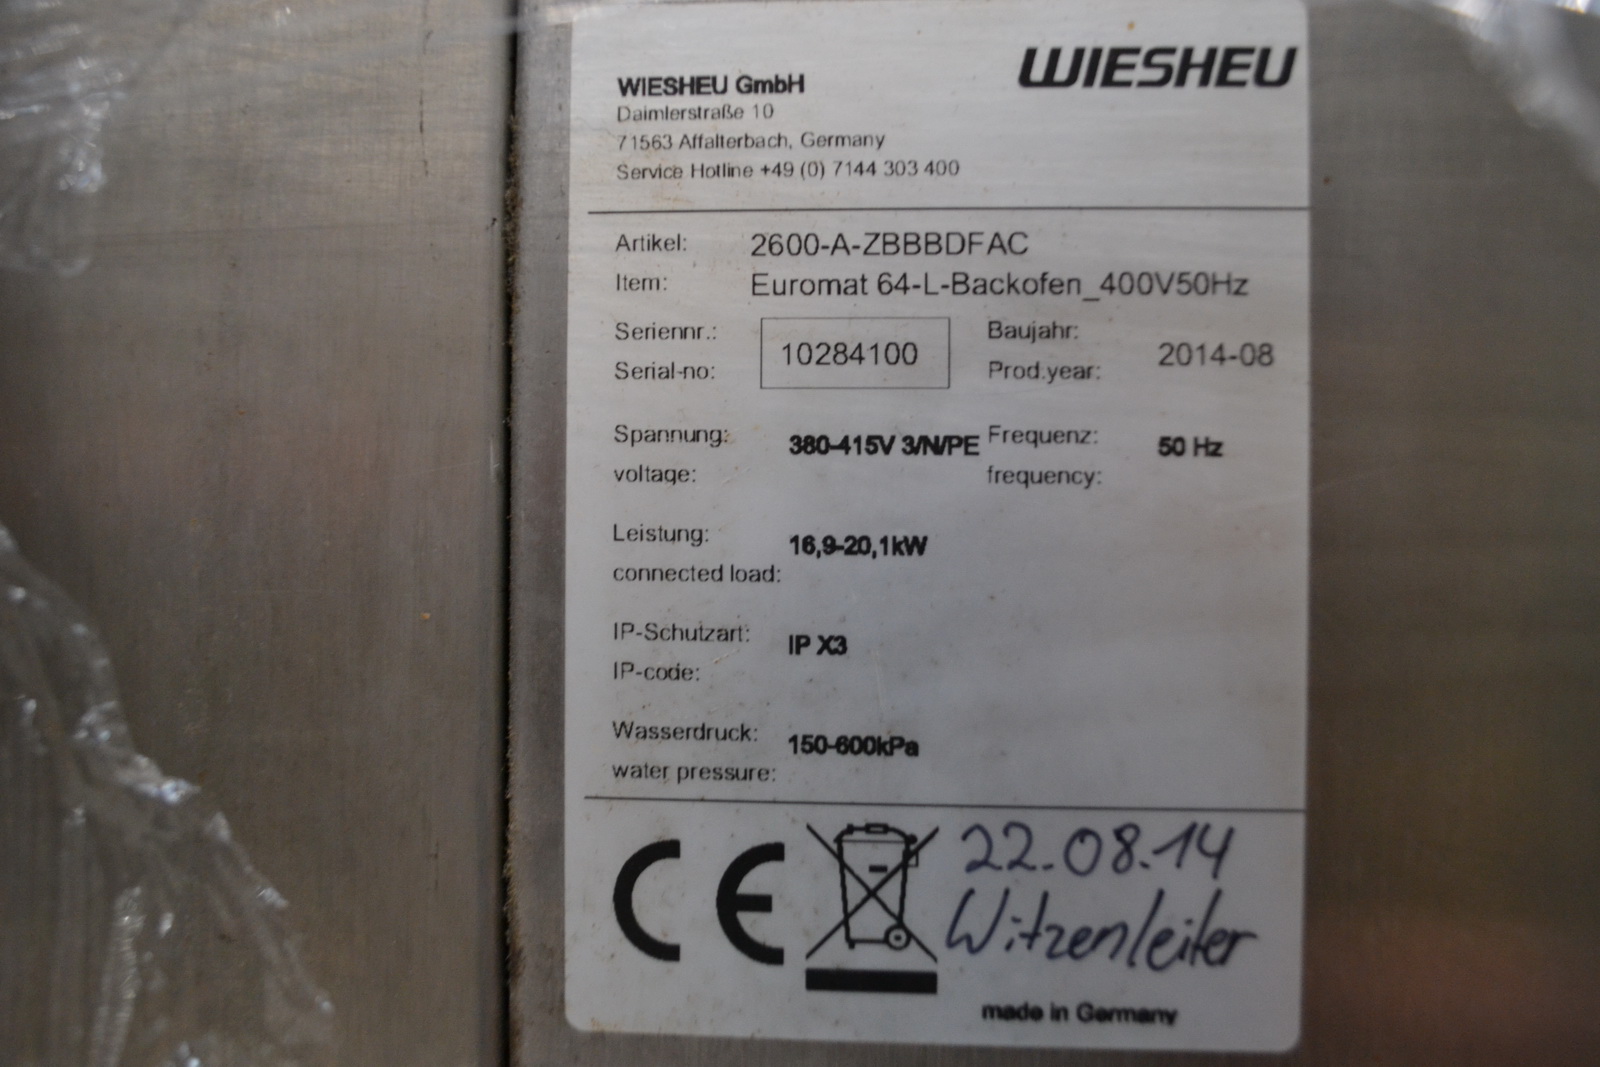 WIESHEU
WIESHEU GmbH
Daimlerstraße 10
71563 Affalterbach, Germany
Service Hotline +49 (0) 7144 303 400
Artikel: 2600-A-ZBBBDFAC
Item: Euromat 64-L-Backofen_400V50Hz
Seriennr.: Baujahr:
10284100 2014-08
Serial-no: Prod.year:
Spannung: Frequenz:
380-415V 3/N/PE 50 Hz
voltage: frequency:
Leistung:
16,9-20,1kW
connected load:
IP-Schutzart:
IP X3
IP-code:
Wasserdruck:
150-600kPa
water pressure:
CE
22.08.14
Witzenleiter
made in Germany